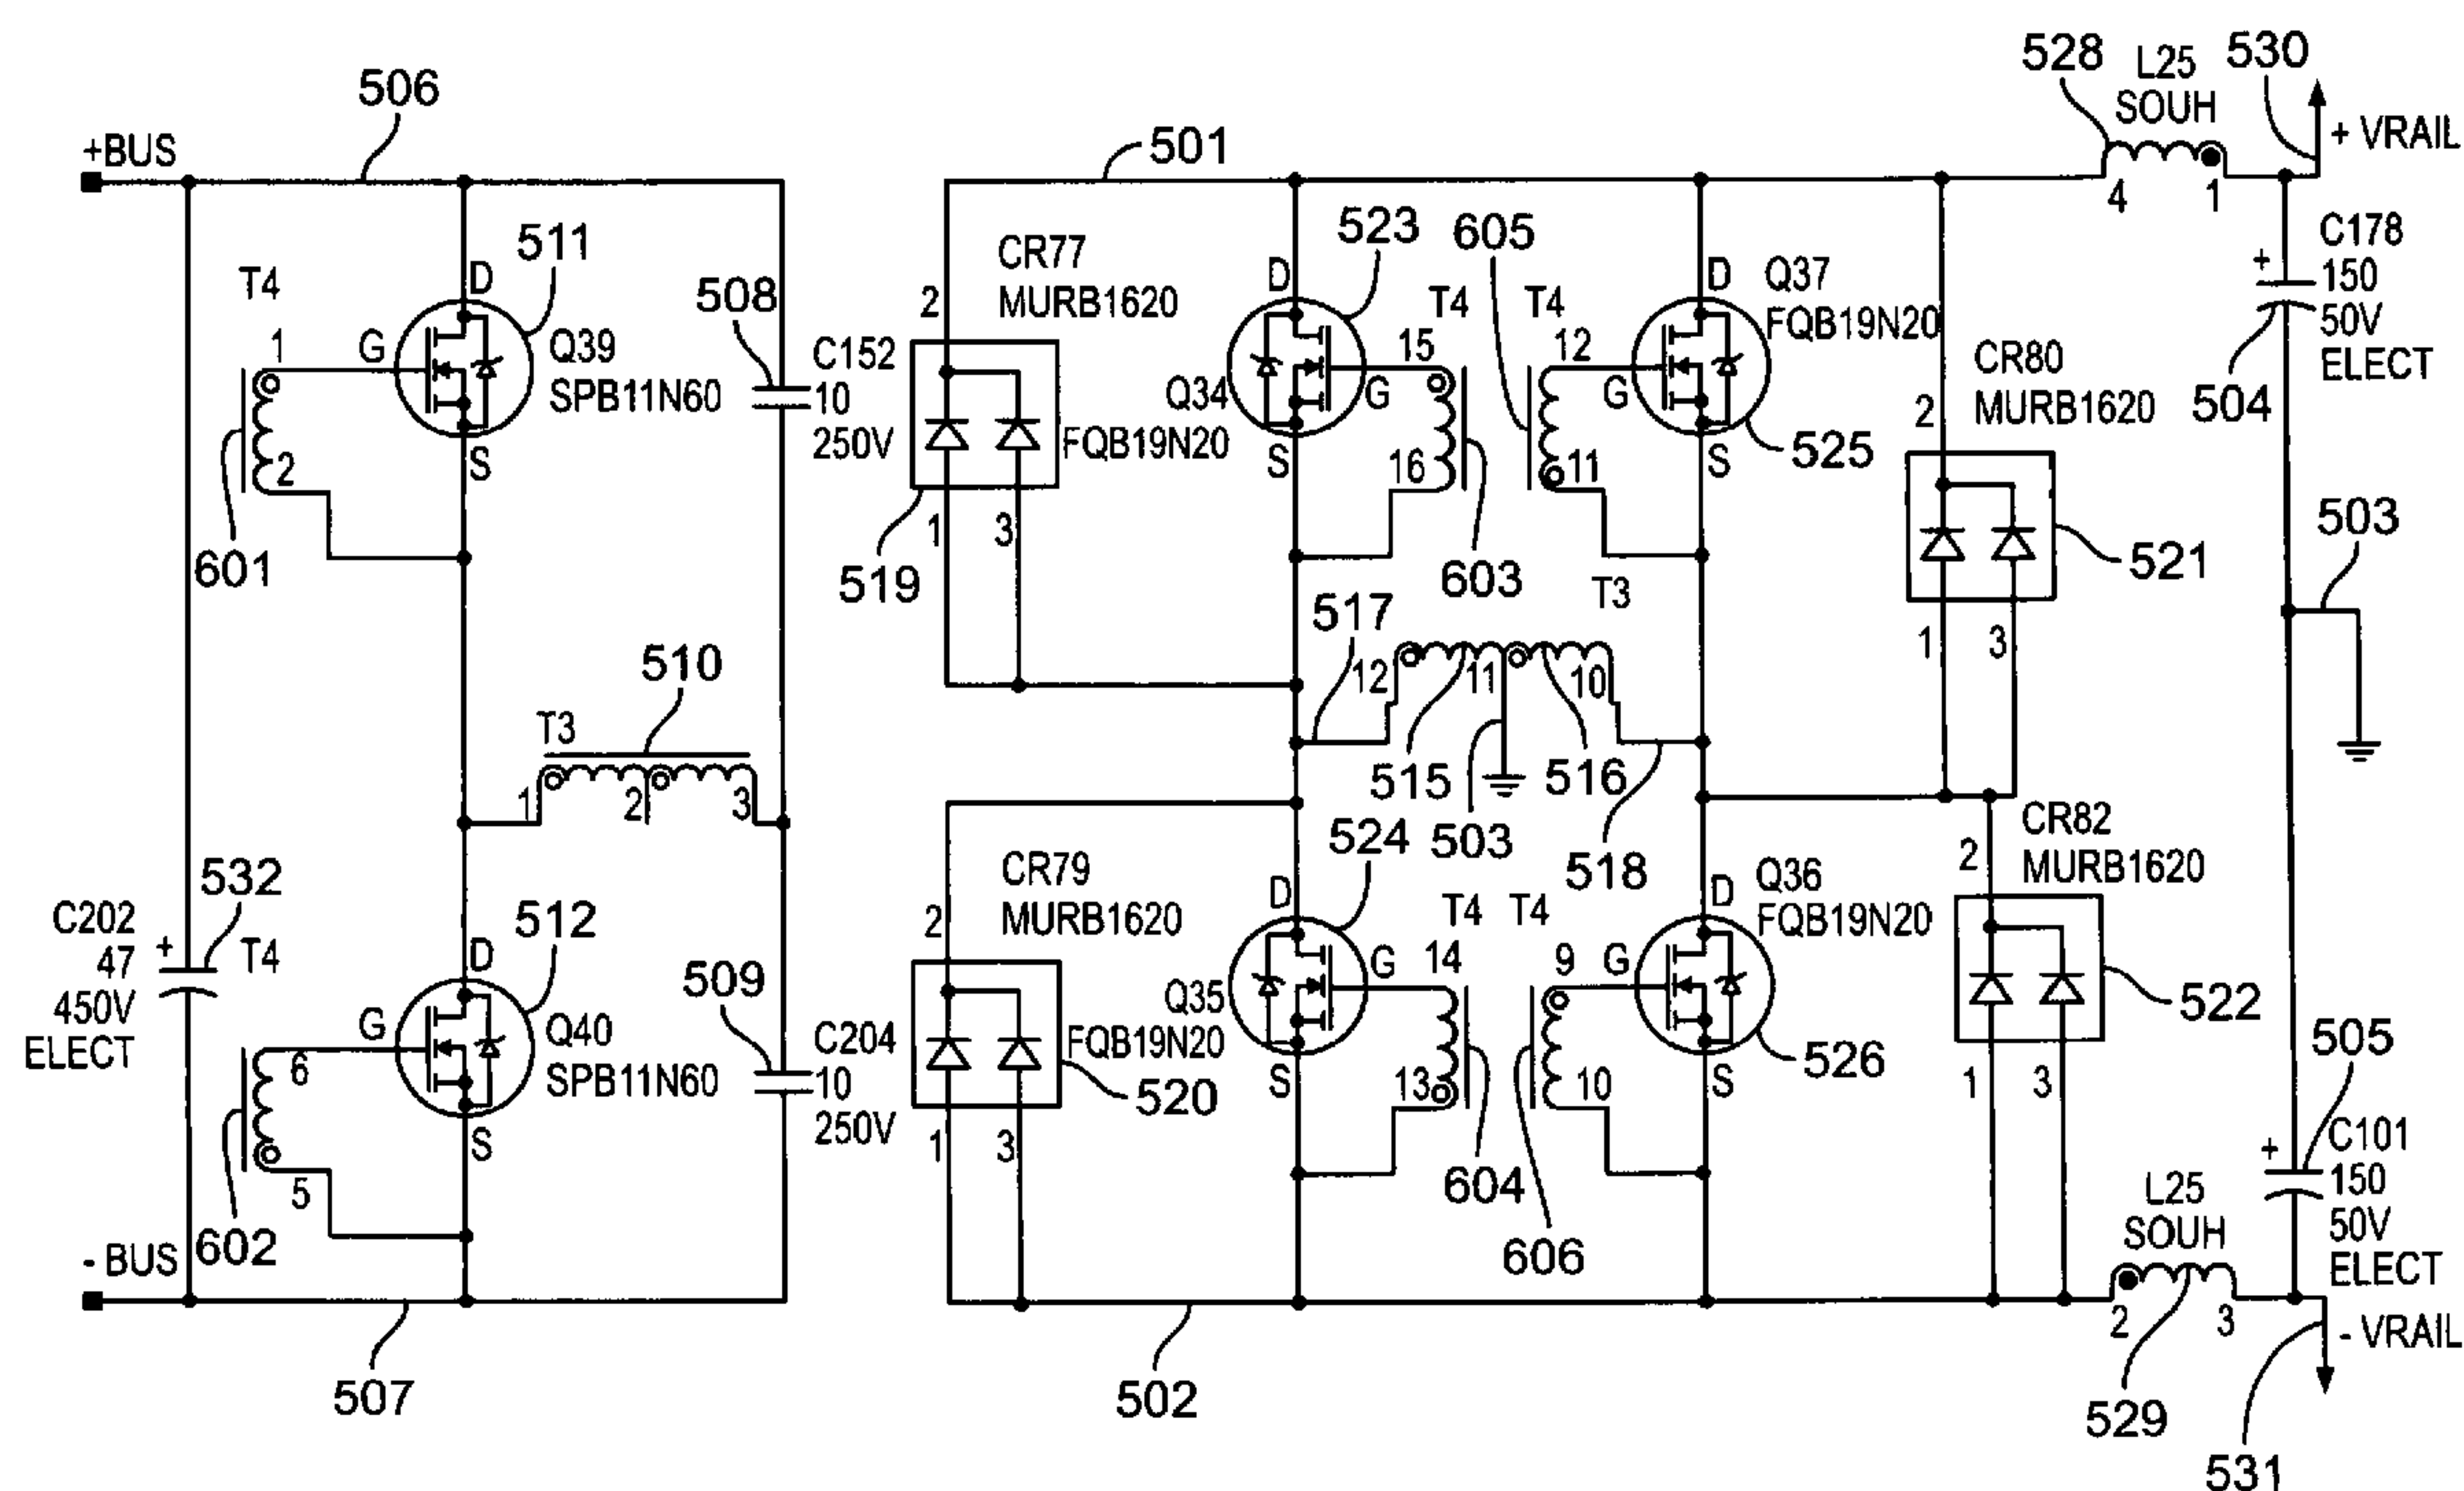 528
L25
SOUH
530
506
+BUS
501
+ VRAIL
4
1
511
D
T4
1
G
Q39
SPB11N60
S
2
601
508
C152
10
250V
CR77
MURB1620
2
519
1
3
523
D
Q34
FQB19N20
G
S
T4
15
16
603
605
T4
12
11
D
Q37
FQB19N20
G
S
525
CR80
MURB1620
2
521
1
3
C178
150
50V
ELECT
+
504
503
510
T3
1
2
3
517
T3
12
11
10
515
503
516
518
532
C202
47
450V
ELECT
+
T4
512
D
G
Q40
SPB11N60
S
6
5
602
- BUS
507
509
C204
10
250V
CR79
MURB1620
2
520
1
3
524
D
Q35
FQB19N20
G
S
T4
14
13
604
T4
9
10
606
D
Q36
FQB19N20
G
S
526
CR82
MURB1620
2
522
1
3
505
+
C101
150
50V
ELECT
L25
SOUH
2
3
529
- VRAIL
531
502